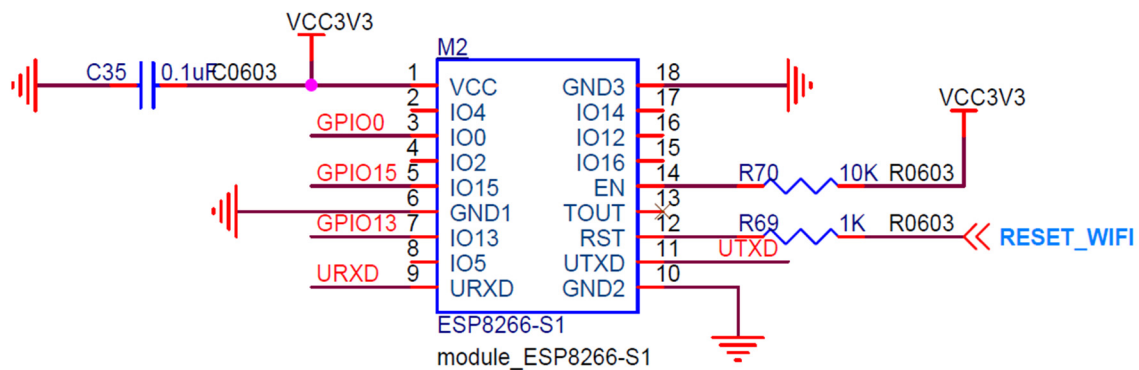 VCC3V3
C35 0.1uF C0603
M2
1 VCC GND3 18
2 IO4 IO14 17
GPIO0 3 IO0 IO12 16
4 IO2 IO16 15
GPIO15 5 IO15 EN 14 R70 10K R0603 VCC3V3
6 GND1 TOUT 13
GPIO13 7 IO13 RST 12 R69 1K R0603 RESET_WIFI
8 IO5 UTXD 11 UTXD
URXD 9 URXD GND2 10
ESP8266-S1
module_ESP8266-S1